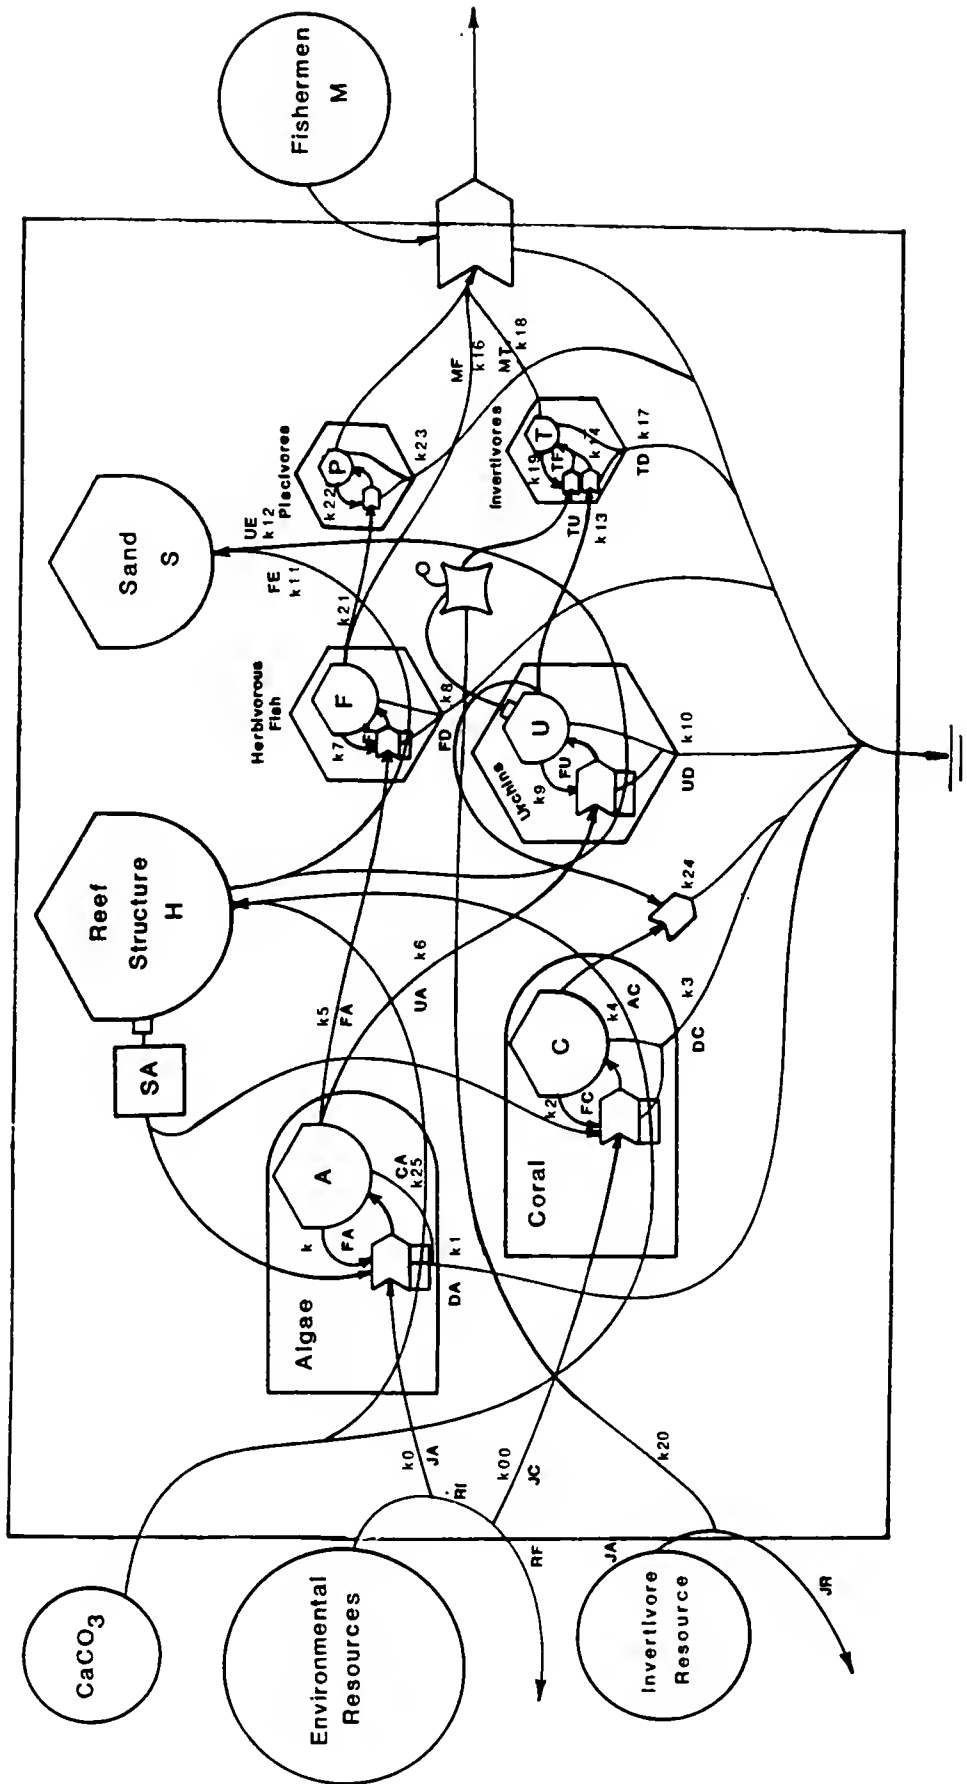 CaCO3
Environmental
Resources
Invertivore
Resource
Fishermen
M
Reef
Structure
H
Sand
S
SA
Algae
A
k
FA
CA
k25
k1
DA
k0
JA
RI
k00
JC
RF
JA
JR
k20
Coral
C
k2
FC
k4
AC
k3
DC
k24
k5
FA
k6
UA
Herbivorous
Fish
F
k7
k8
FD
Urchins
U
k9
FU
k10
UD
UE
k12
FE
k11
Piscivores
P
k22
k21
k23
MF
k16
MT
k18
Invertivores
T
k19
TF
k14
TU
k13
k17
TD